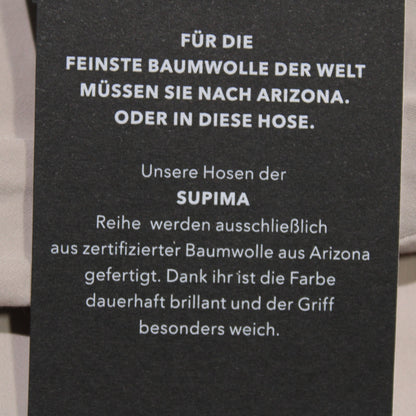 FÜR DIE
FEINSTE BAUMWOLLE DER WELT
MÜSSEN SIE NACH ARIZONA.
ODER IN DIESE HOSE.
Unsere Hosen der
SUPIMA
Reihe werden ausschließlich
aus zertifizierter Baumwolle aus Arizona
gefertigt. Dank ihr ist die Farbe
dauerhaft brillant und der Griff
besonders weich.